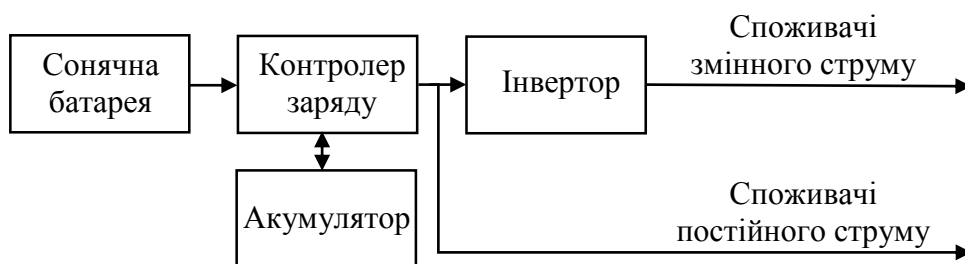 Сонячна
батарея
Контролер
заряду
Інвертор
Споживачі
змінного струму
Акумулятор
Споживачі
постійного струму